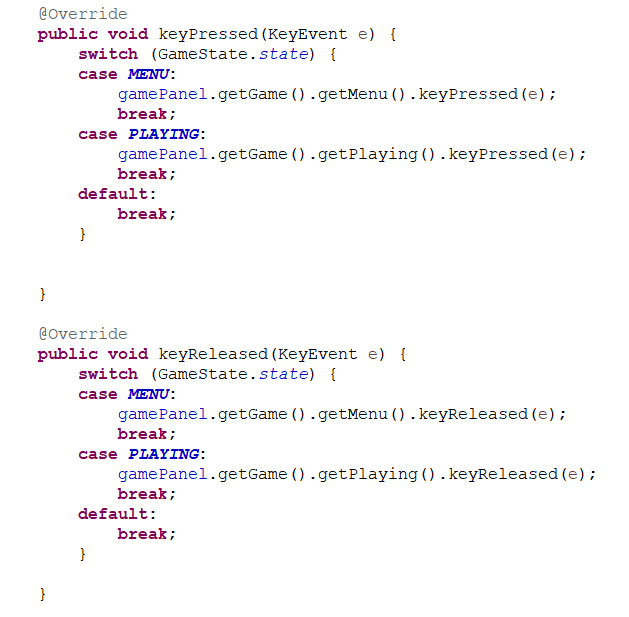 @Override
public void keyPressed(KeyEvent e) {
    switch (GameState.state) {
    case MENU:
        gamePanel.getGame().getMenu().keyPressed(e);
        break;
    case PLAYING:
        gamePanel.getGame().getPlaying().keyPressed(e);
        break;
    default:
        break;
    }
}
@Override
public void keyReleased(KeyEvent e) {
    switch (GameState.state) {
    case MENU:
        gamePanel.getGame().getMenu().keyReleased(e);
        break;
    case PLAYING:
        gamePanel.getGame().getPlaying().keyReleased(e);
        break;
    default:
        break;
    }
}